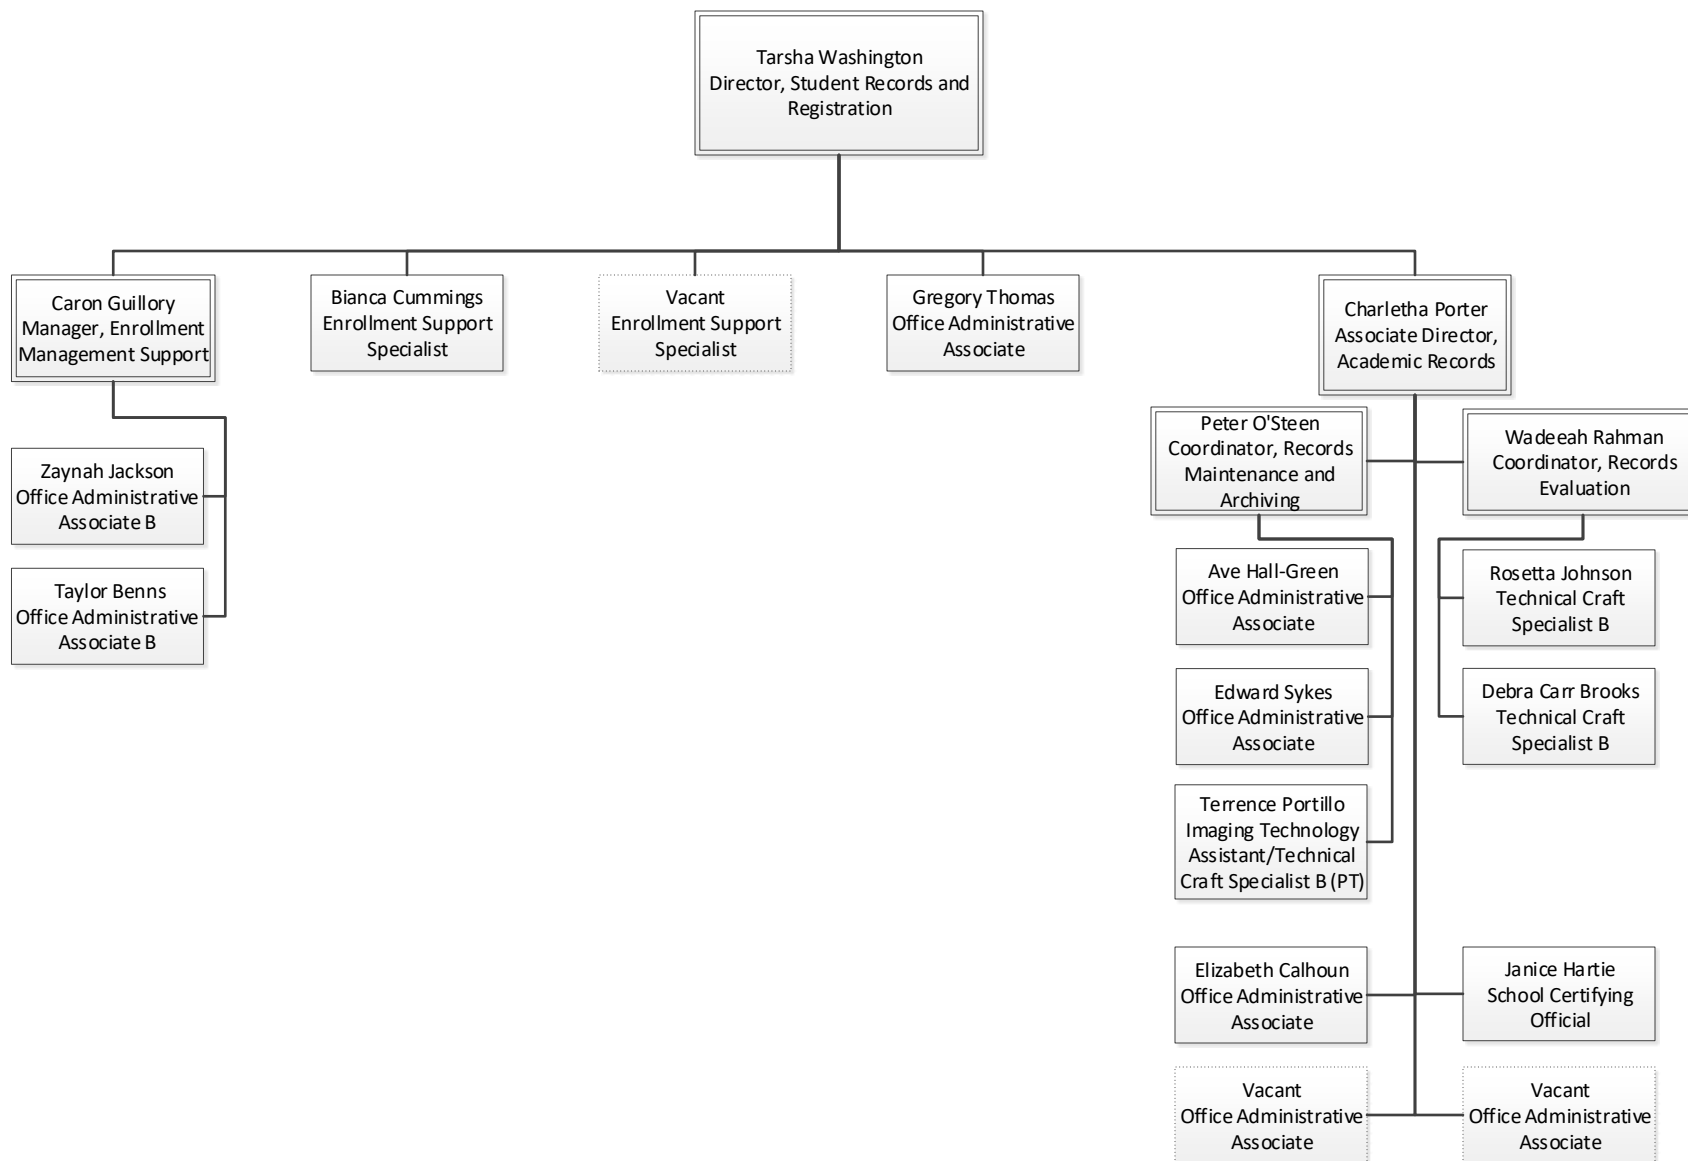 Tarsha Washington
Director, Student Records and
Registration
Caron Guillory
Manager, Enrollment
Management Support
Bianca Cummings
Enrollment Support
Specialist
Vacant
Enrollment Support
Specialist
Gregory Thomas
Office Administrative
Associate
Charletha Porter
Associate Director,
Academic Records
Zaynah Jackson
Office Administrative
Associate B
Taylor Benns
Office Administrative
Associate B
Peter O'Steen
Coordinator, Records
Maintenance and
Archiving
Wadeeah Rahman
Coordinator, Records
Evaluation
Ave Hall-Green
Office Administrative
Associate
Edward Sykes
Office Administrative
Associate
Terrence Portillo
Imaging Technology
Assistant/Technical
Craft Specialist B (PT)
Rosetta Johnson
Technical Craft
Specialist B
Debra Carr Brooks
Technical Craft
Specialist B
Elizabeth Calhoun
Office Administrative
Associate
Janice Hartie
School Certifying
Official
Vacant
Office Administrative
Associate
Vacant
Office Administrative
Associate